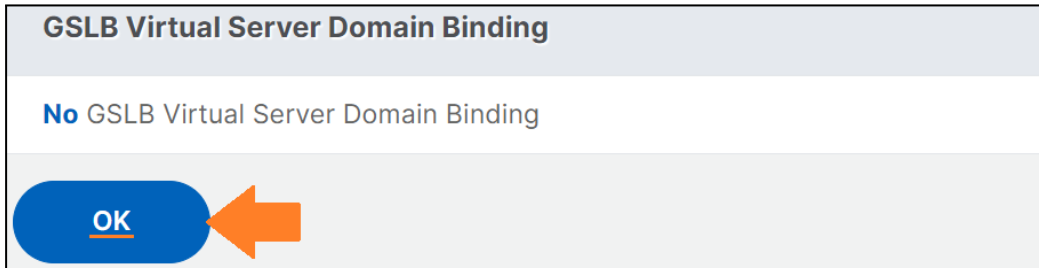 GSLB Virtual Server Domain Binding
No GSLB Virtual Server Domain Binding
OK